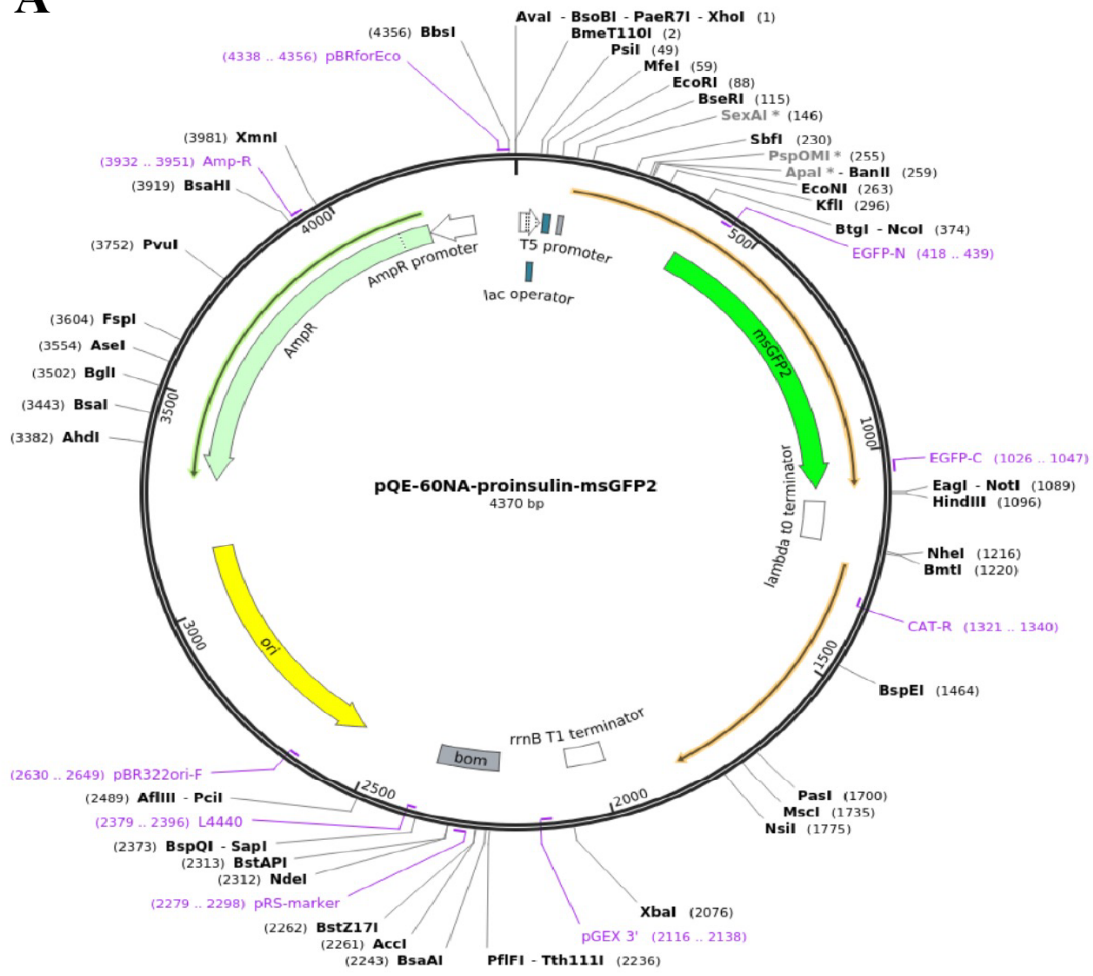 A
AvaI - BsoBI - PaeR7I - XhoI (1)
(4356) BbsI
BmeT110I (2)
(4338 .. 4356) pBRforEco
PsiI (49)
MfeI (59)
EcoRI (88)
BseRI (115)
SexAI * (146)
(3981) XmnI
SbfI (230)
(3932 .. 3951) Amp-R
PspOMI * (255)
ApaI * - BanII (259)
(3919) BsaHI
EcoNI (263)
KflI (296)
BtgI - NcoI (374)
EGFP-N (418 .. 439)
(3752) PvuI
4000
500
AmpR promoter
T5 promoter
lac operator
(3604) FspI
(3554) AseI
(3502) BglI
(3443) BsaI
(3382) AhdI
3500
AmpR
msGFP2
1000
EGFP-C (1026 .. 1047)
pQE-60NA-proinsulin-msGFP2
4370 bp
EagI - NotI (1089)
HindIII (1096)
lambda t0 terminator
NheI (1216)
BmtI (1220)
CAT-R (1321 .. 1340)
3000
ori
1500
BspEI (1464)
rrnB T1 terminator
bom
(2630 .. 2649) pBR322ori-F
2500
2000
(2489) AflIII - PciI
PasI (1700)
(2379 .. 2396) L4440
MscI (1735)
NsiI (1775)
(2373) BspQI - SapI
(2313) BstAPI
(2312) NdeI
(2279 .. 2298) pRS-marker
XbaI (2076)
(2262) BstZ17I
pGEX 3' (2116 .. 2138)
(2261) AccI
(2243) BsaAI
PflFI - Tth111I (2236)